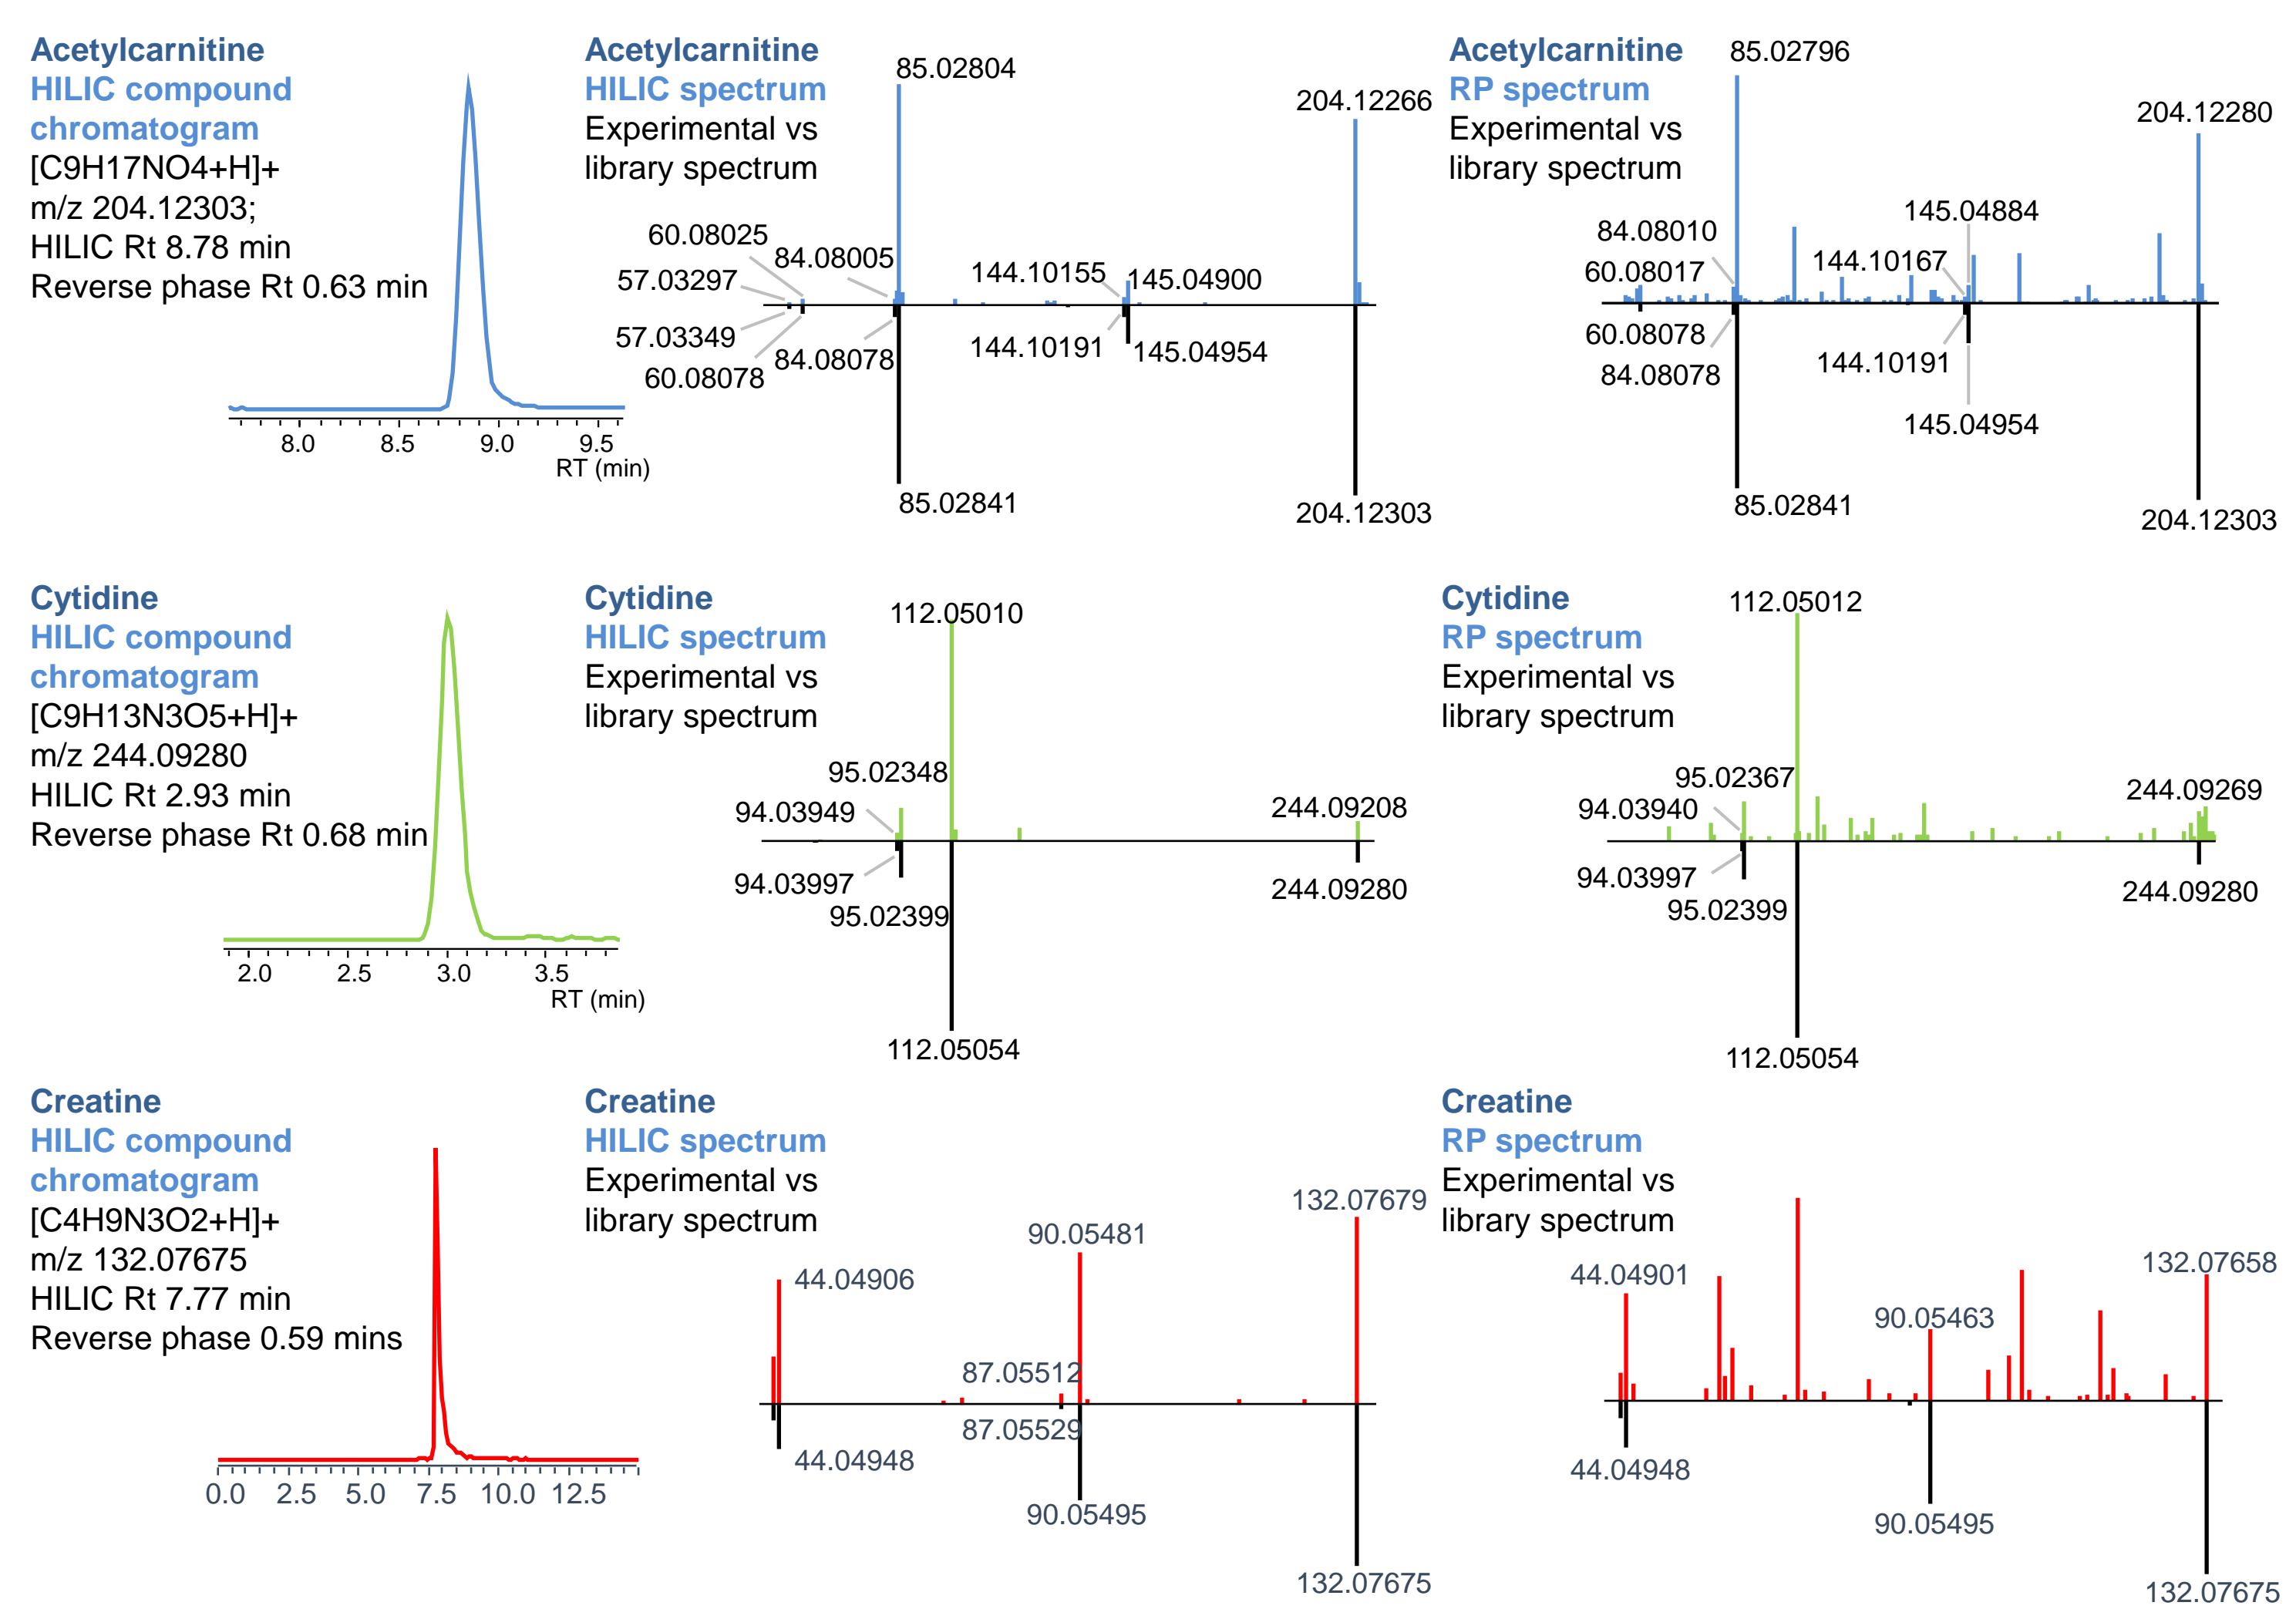 Acetylcarnitine
HILIC compound
chromatogram
[C9H17NO4+H]+
m/z 204.12303;
HILIC Rt 8.78 min
Reverse phase Rt 0.63 min
8.0 8.5 9.0 9.5
RT (min)
Acetylcarnitine
HILIC spectrum
Experimental vs
library spectrum
85.02804
204.12266
60.08025
84.08005
57.03297
144.10155
145.04900
57.03349
84.08078
60.08078
144.10191
145.04954
85.02841
204.12303
Acetylcarnitine
RP spectrum
Experimental vs
library spectrum
85.02796
204.12280
145.04884
84.08010
144.10167
60.08017
60.08078
84.08078
144.10191
145.04954
85.02841
204.12303
Cytidine
HILIC compound
chromatogram
[C9H13N3O5+H]+
m/z 244.09280
HILIC Rt 2.93 min
Reverse phase Rt 0.68 min
2.0 2.5 3.0 3.5
RT (min)
Cytidine
HILIC spectrum
Experimental vs
library spectrum
112.05010
95.02348
94.03949
244.09208
94.03997
95.02399
244.09280
112.05054
Cytidine
RP spectrum
Experimental vs
library spectrum
112.05012
95.02367
94.03940
244.09269
94.03997
95.02399
244.09280
112.05054
Creatine
HILIC compound
chromatogram
[C4H9N3O2+H]+
m/z 132.07675
HILIC Rt 7.77 min
Reverse phase 0.59 mins
0.0 2.5 5.0 7.5 10.0 12.5
Creatine
HILIC spectrum
Experimental vs
library spectrum
132.07679
90.05481
44.04906
87.05512
87.05529
44.04948
90.05495
132.07675
Creatine
RP spectrum
Experimental vs
library spectrum
44.04901
132.07658
90.05463
44.04948
90.05495
132.07675